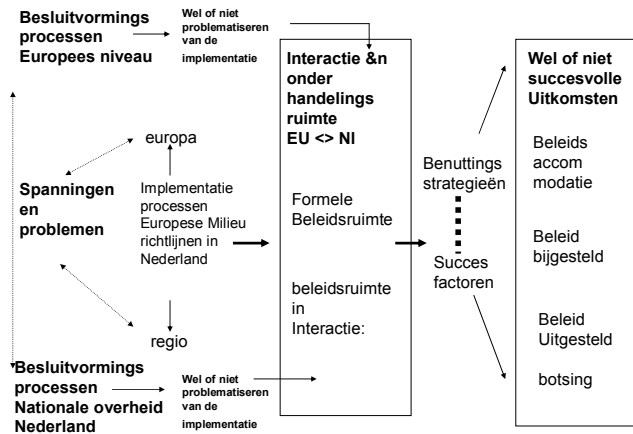 Besluitvormings
processen
Europees niveau
Wel of niet
problematiseren
van de
implementatie
Interactie &n
onder
handelings
ruimte
EU <> Nl
Wel of niet
succesvolle
Uitkomsten
europa
Spanningen
en
problemen
Implementatie
processen
Europese Milieu
richtlijnen in
Nederland
regio
Formele
Beleidsruimte
beleidsruimte
in
Interactie:
Benuttings
strategieën
Succes
factoren
Beleids
accom
modatie
Beleid
bijgesteld
Beleid
Uitgesteld
botsing
Besluitvormings
processen
Nationale overheid
Nederland
Wel of niet
problematiseren
van de
implementatie